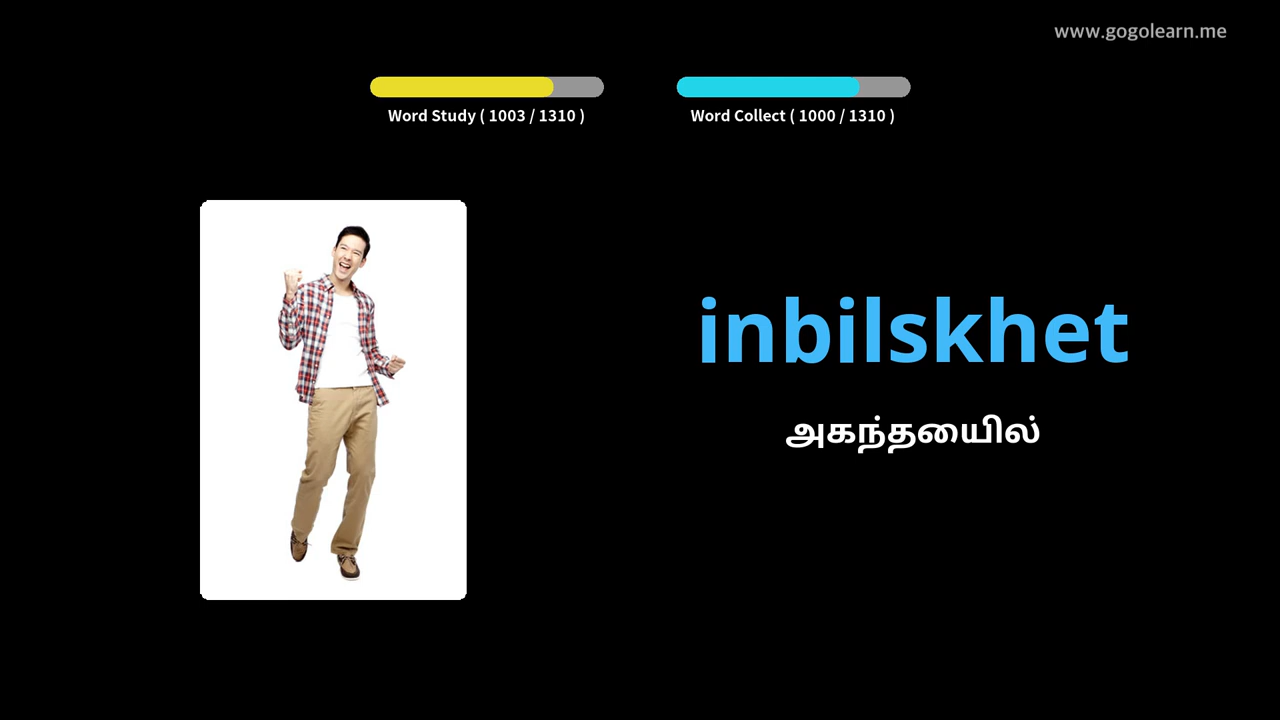 www.gogolearn.me
Word Study ( 1003 / 1310 )
Word Collect ( 1000 / 1310 )
inbilskhet
அகந்தையில்